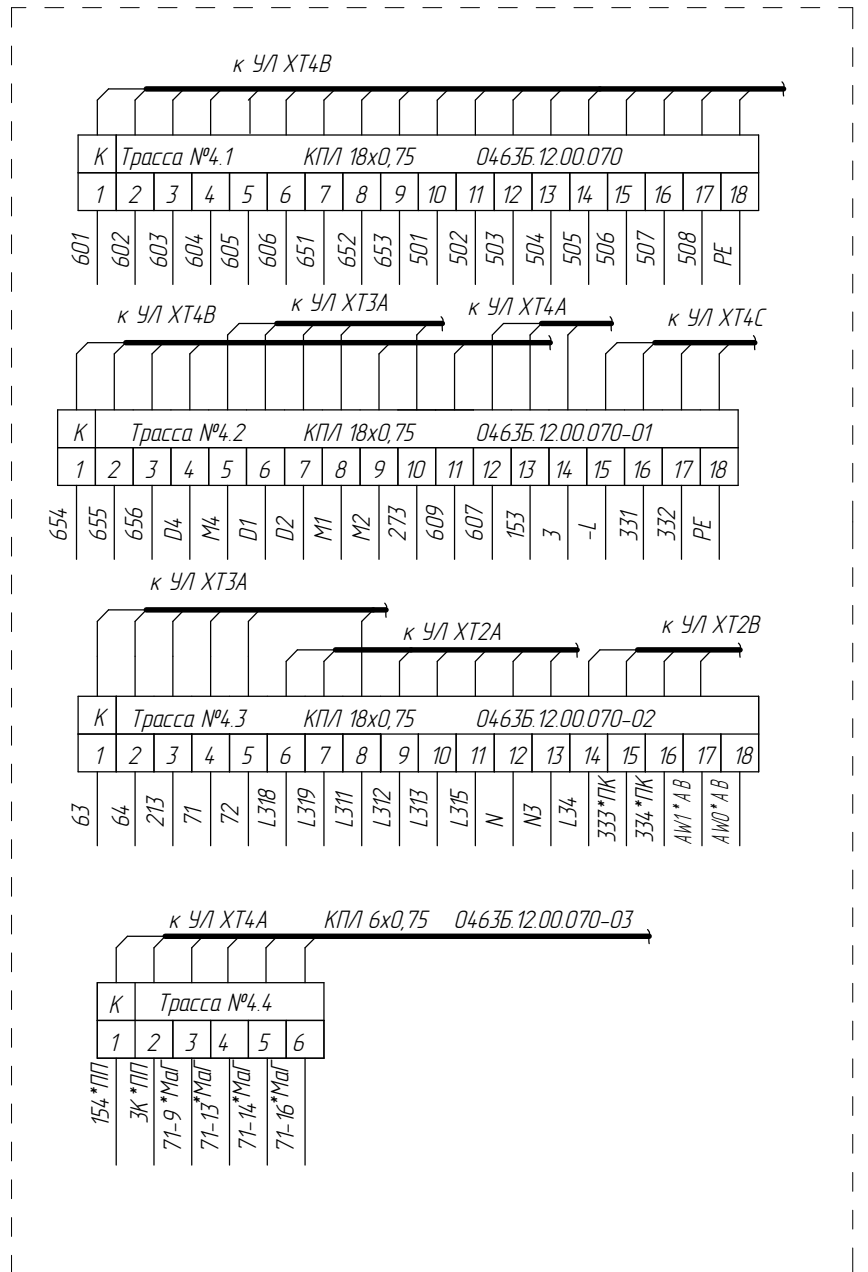 к УЛ XT4B
К Трасса №4.1 КПЛ 18х0,75 0463Б.12.00.070
1 2 3 4 5 6 7 8 9 10 11 12 13 14 15 16 17 18
601 602 603 604 605 606 651 652 653 501 502 503 504 505 506 507 508 PE
к УЛ XT4B к УЛ XT3A к УЛ XT4A к УЛ XT4C
К Трасса №4.2 КПЛ 18х0,75 0463Б.12.00.070-01
1 2 3 4 5 6 7 8 9 10 11 12 13 14 15 16 17 18
654 655 656 D4 M4 D1 D2 M1 M2 273 609 607 153 3 -L 331 332 PE
к УЛ XT3A
к УЛ XT2A к УЛ XT2B
К Трасса №4.3 КПЛ 18х0,75 0463Б.12.00.070-02
1 2 3 4 5 6 7 8 9 10 11 12 13 14 15 16 17 18
63 64 213 71 72 L318 L319 L311 L312 L313 L315 N N3 L34 333*ПК 334*ПК AW1*AB AW0*AB
к УЛ XT4A КПЛ 6х0,75 0463Б.12.00.070-03
К Трасса №4.4
1 2 3 4 5 6
154*ПП 3К*ПП 71-9*МаГ 71-13*МаГ 71-14*МаГ 71-16*МаГ